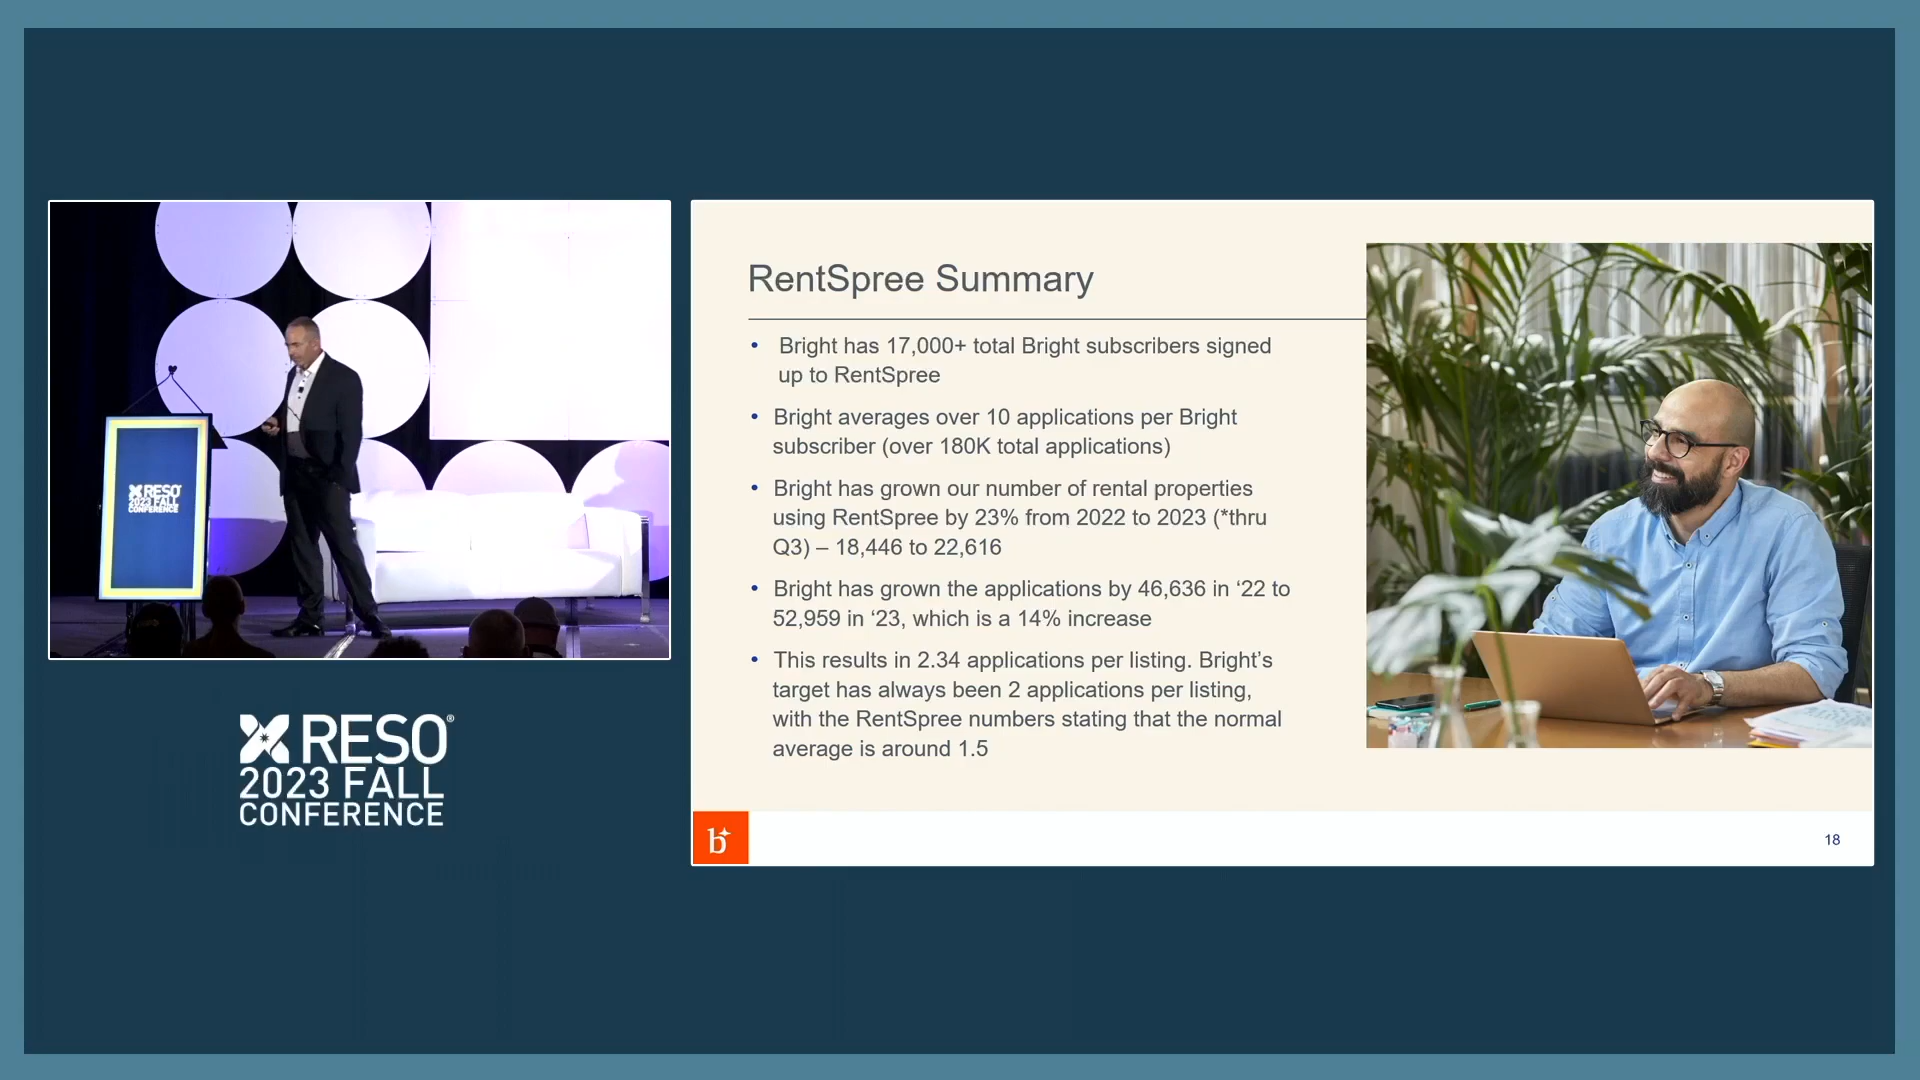 RentSpree Summary
• Bright has 17,000+ total Bright subscribers signed
up to RentSpree
• Bright averages over 10 applications per Bright
subscriber (over 180K total applications)
• Bright has grown our number of rental properties
using RentSpree by 23% from 2022 to 2023 (*thru
Q3) – 18,446 to 22,616
• Bright has grown the applications by 46,636 in ‘22 to
52,959 in ‘23, which is a 14% increase
• This results in 2.34 applications per listing. Bright’s
target has always been 2 applications per listing,
with the RentSpree numbers stating that the normal
average is around 1.5
b
18
RESO
2023 FALL
CONFERENCE
RESO®
2023 FALL
CONFERENCE